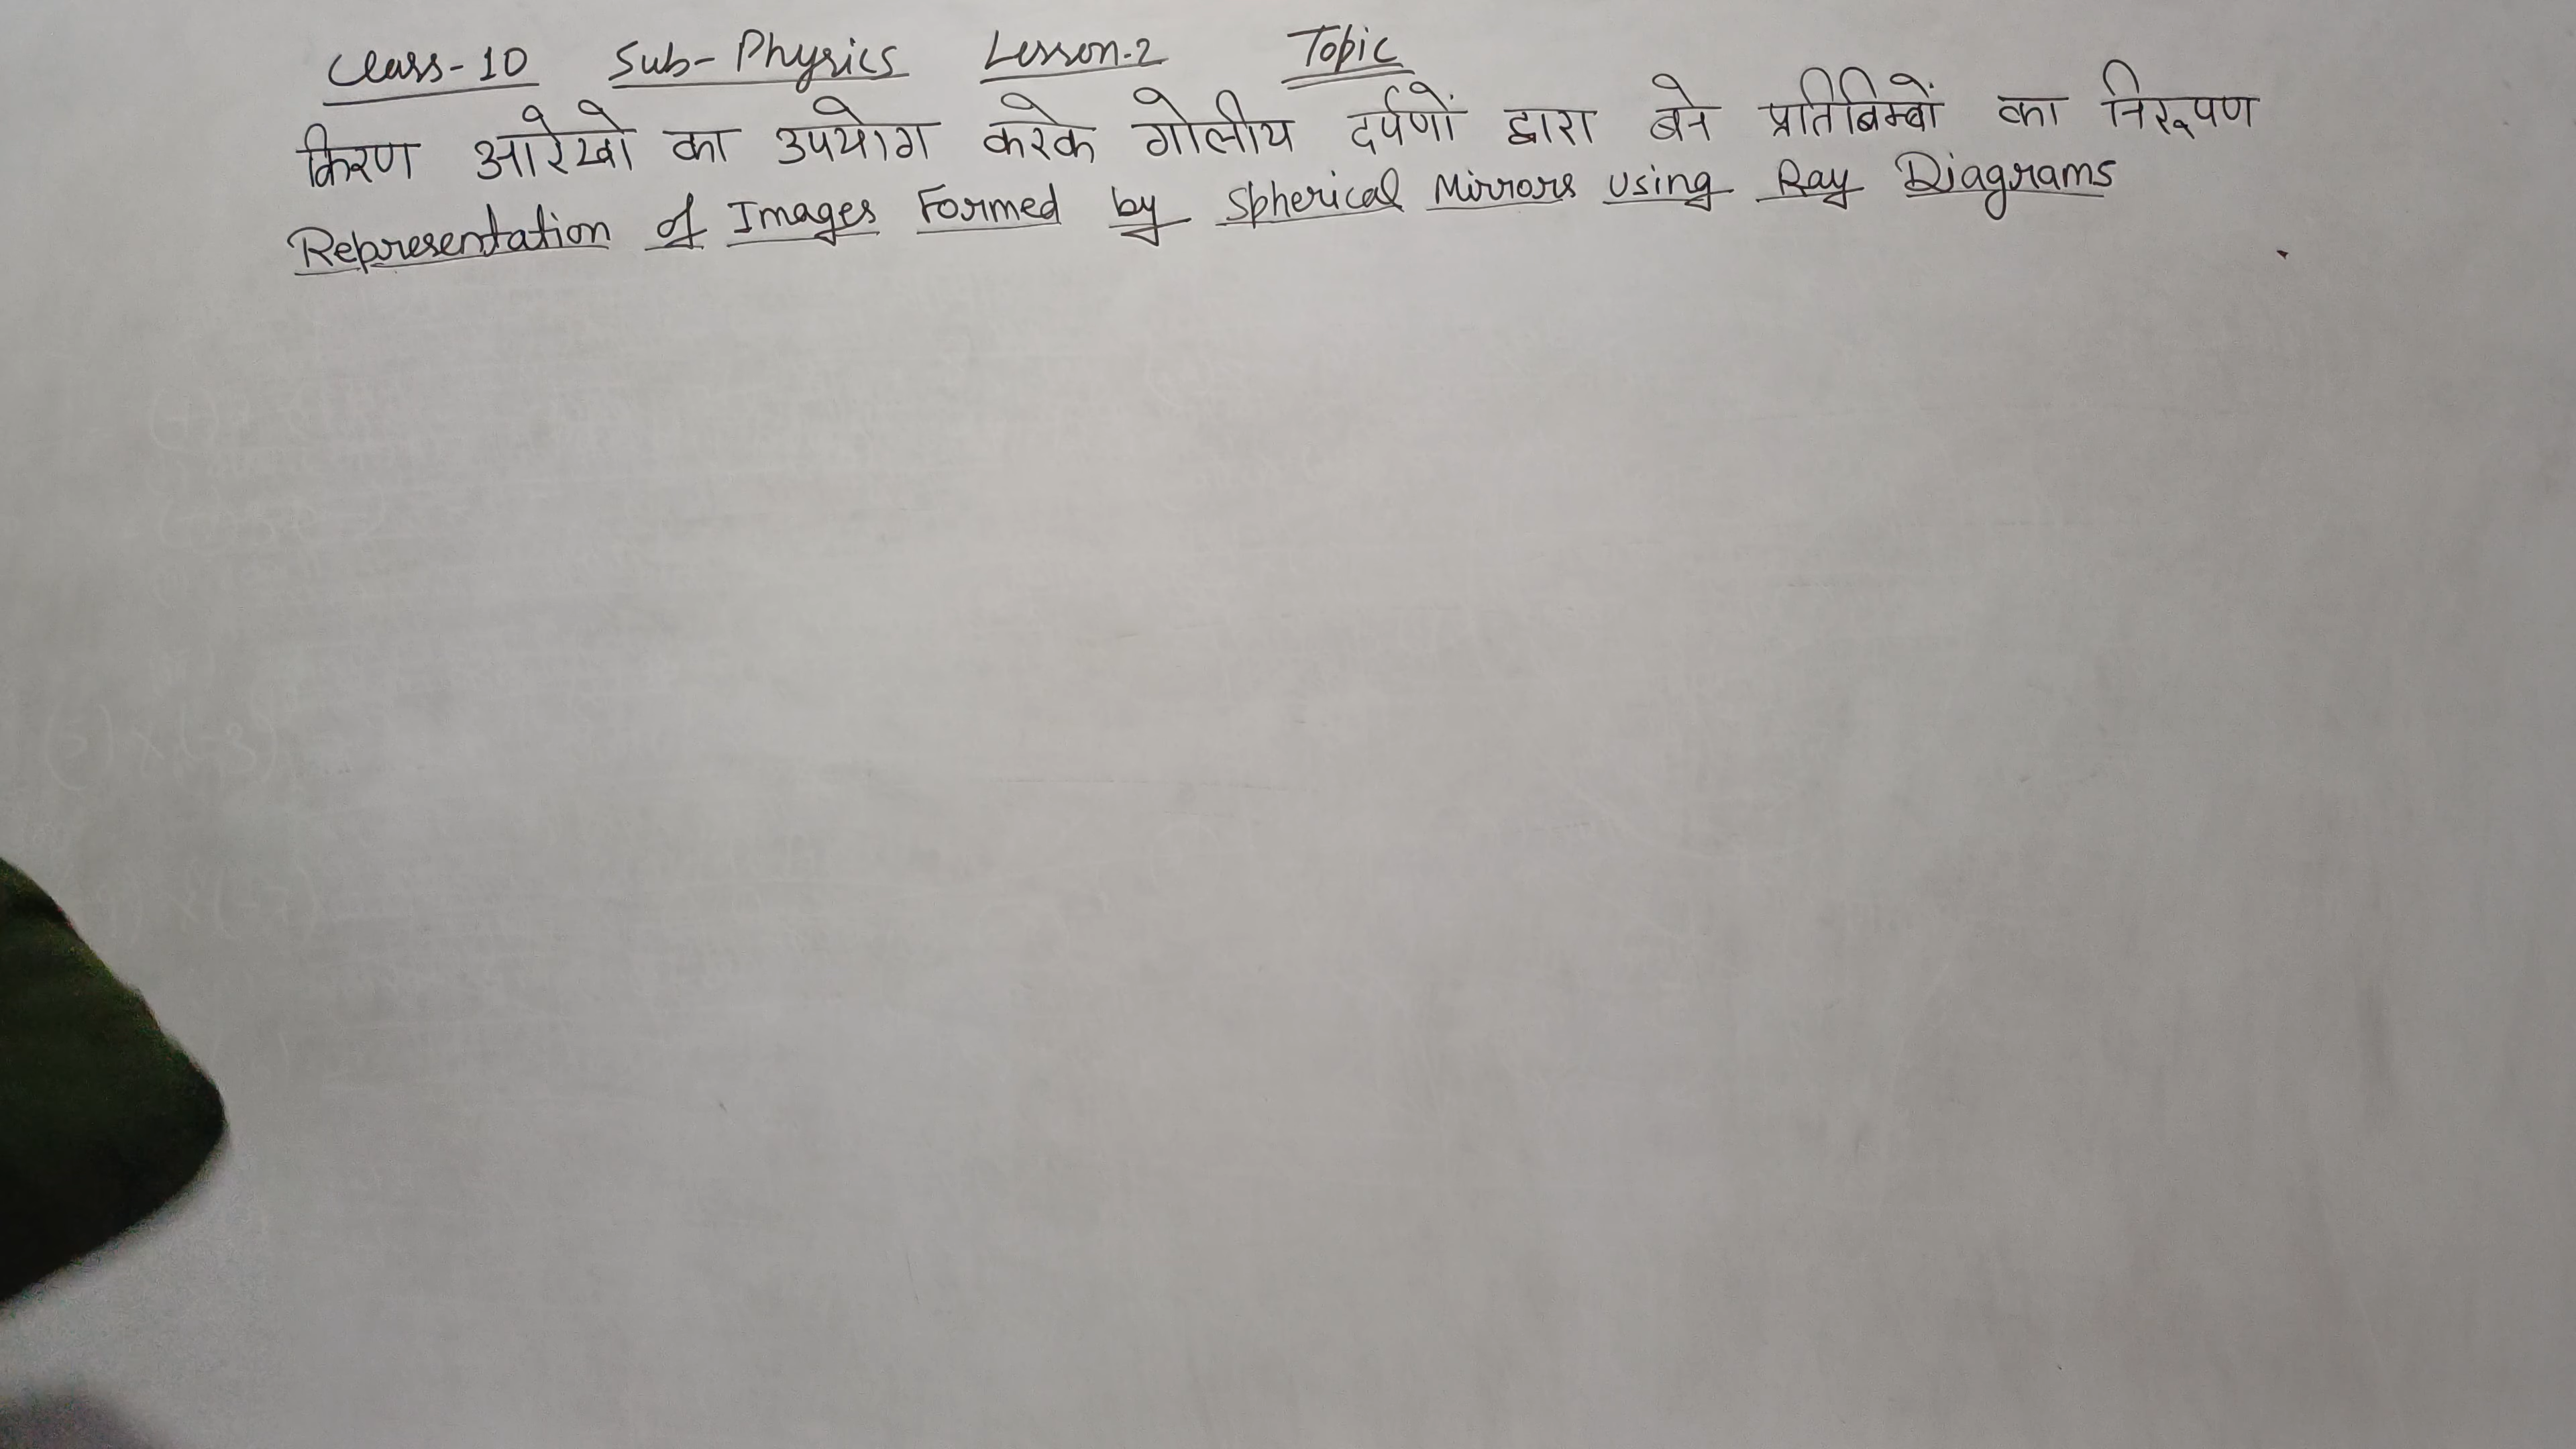 Class-10 Sub-Physics Lesson-2 Topic
किरण आरेखो का उपयोग करके गोलीय दर्पणों द्वारा बने प्रतिबिम्बों का निरूपण
Representation of Images Formed by Spherical Mirrors Using Ray Diagrams